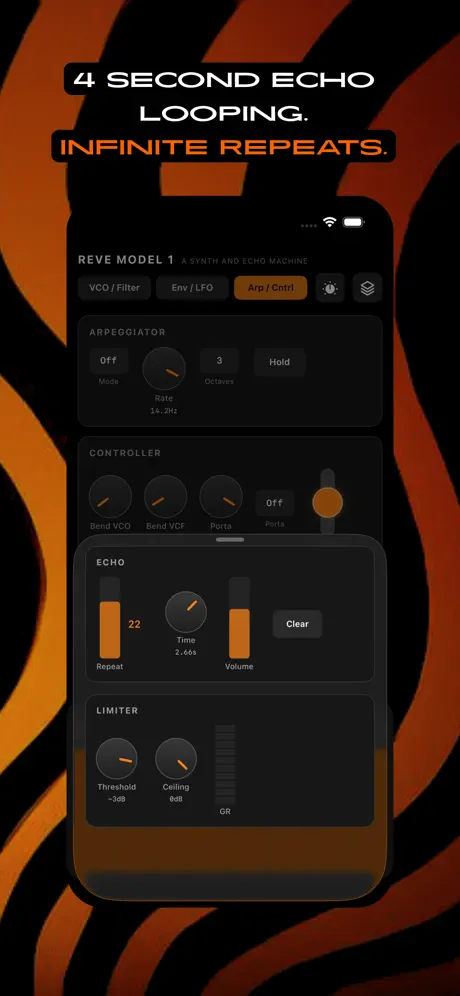 4 SECOND ECHO
LOOPING.
INFINITE REPEATS.
REVE MODEL 1 A SYNTH AND ECHO MACHINE
VCO / Filter Env / LFO Arp / Cntrl
ARPEGGIATOR
Off 3 Hold
Mode Octaves
Rate
14.2Hz
CONTROLLER
Off
Bend VCO Bend VCF Porta Porta
ECHO
22
Clear
Time
2.66s
Repeat Volume
LIMITER
Threshold Ceiling
-3dB 0dB
GR